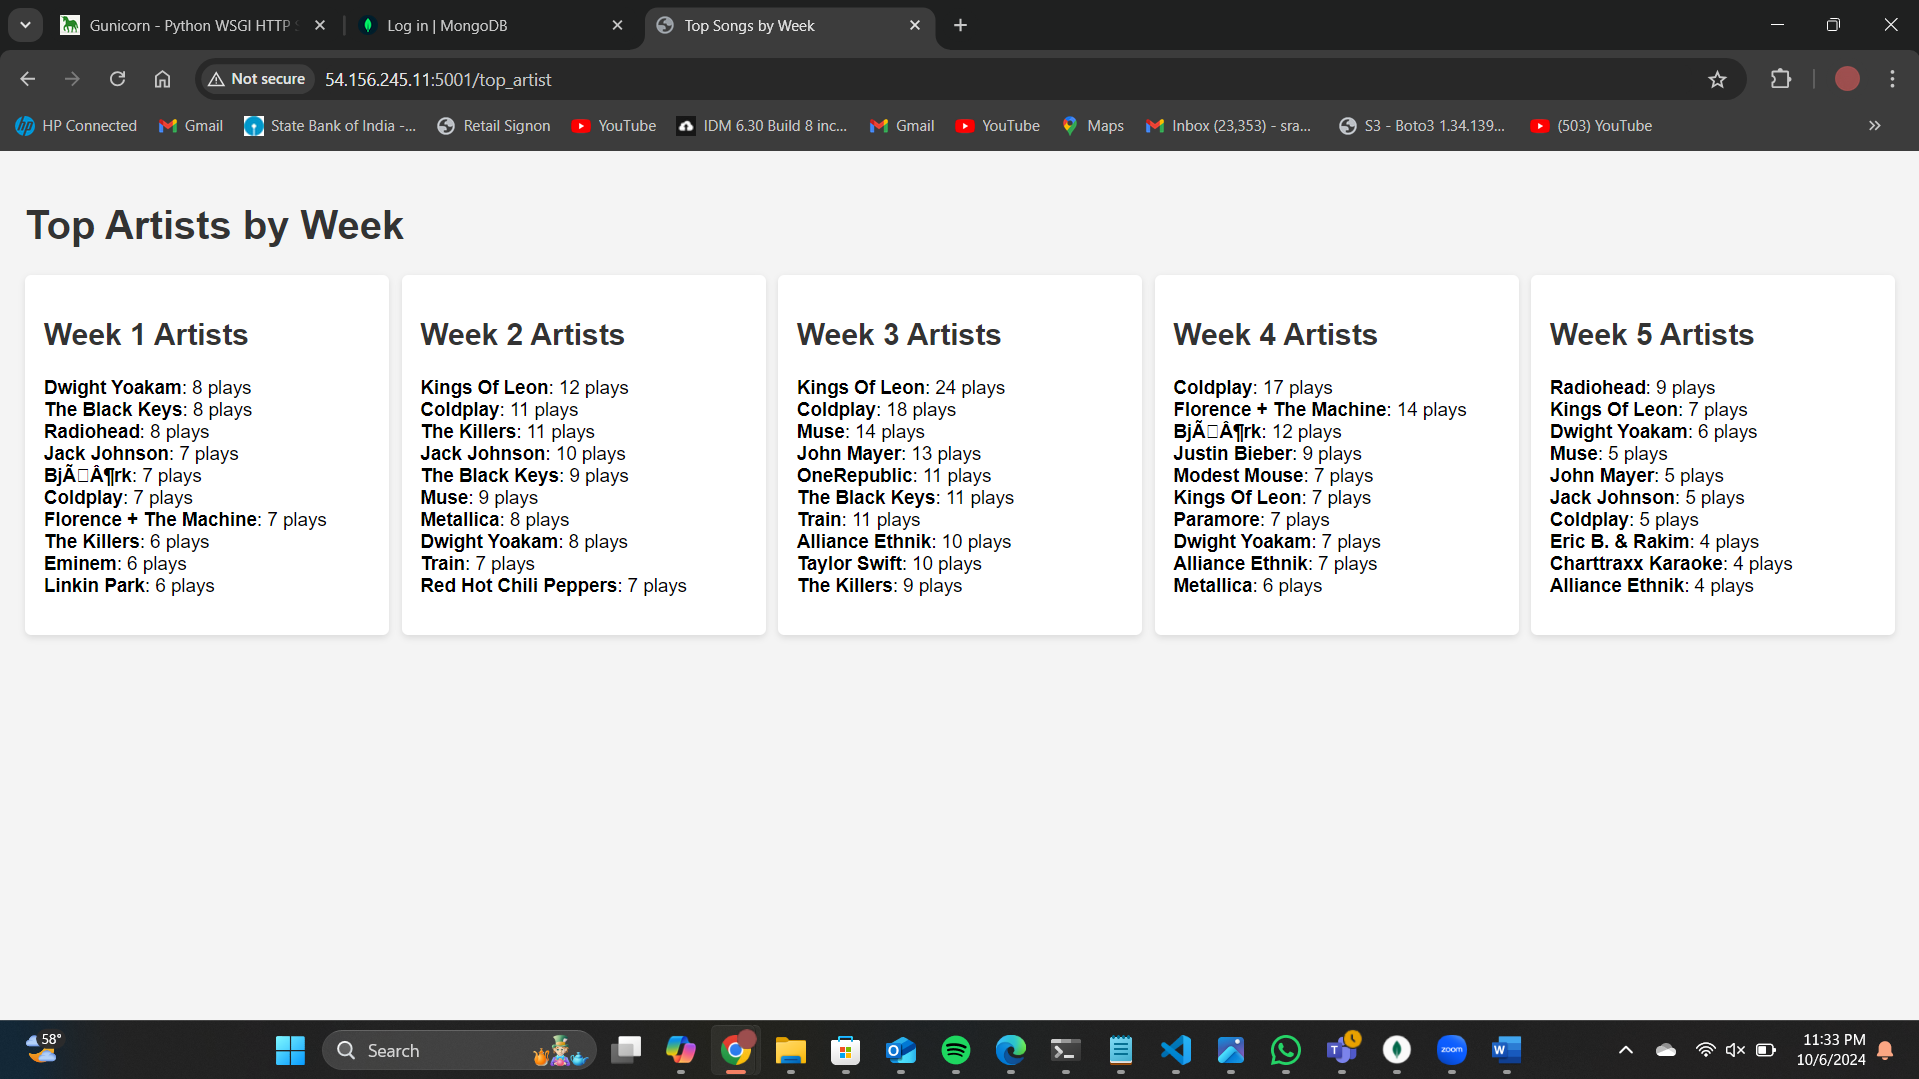 Gunicorn - Python WSGI HTTP
Log in | MongoDB
Top Songs by Week
Not secure
54.156.245.11:5001/top_artist
HP Connected
Gmail
State Bank of India -...
Retail Signon
YouTube
IDM 6.30 Build 8 inc...
Gmail
YouTube
Maps
Inbox (23,353) - sra...
S3 - Boto3 1.34.139...
(503) YouTube
Top Artists by Week
Week 1 Artists
Dwight Yoakam: 8 plays
The Black Keys: 8 plays
Radiohead: 8 plays
Jack Johnson: 7 plays
BjÃ□Â¶rk: 7 plays
Coldplay: 7 plays
Florence + The Machine: 7 plays
The Killers: 6 plays
Eminem: 6 plays
Linkin Park: 6 plays
Week 2 Artists
Kings Of Leon: 12 plays
Coldplay: 11 plays
The Killers: 11 plays
Jack Johnson: 10 plays
The Black Keys: 9 plays
Muse: 9 plays
Metallica: 8 plays
Dwight Yoakam: 8 plays
Train: 7 plays
Red Hot Chili Peppers: 7 plays
Week 3 Artists
Kings Of Leon: 24 plays
Coldplay: 18 plays
Muse: 14 plays
John Mayer: 13 plays
OneRepublic: 11 plays
The Black Keys: 11 plays
Train: 11 plays
Alliance Ethnik: 10 plays
Taylor Swift: 10 plays
The Killers: 9 plays
Week 4 Artists
Coldplay: 17 plays
Florence + The Machine: 14 plays
BjÃ□Â¶rk: 12 plays
Justin Bieber: 9 plays
Modest Mouse: 7 plays
Kings Of Leon: 7 plays
Paramore: 7 plays
Dwight Yoakam: 7 plays
Alliance Ethnik: 7 plays
Metallica: 6 plays
Week 5 Artists
Radiohead: 9 plays
Kings Of Leon: 7 plays
Dwight Yoakam: 6 plays
Muse: 5 plays
John Mayer: 5 plays
Jack Johnson: 5 plays
Coldplay: 5 plays
Eric B. & Rakim: 4 plays
Charttraxx Karaoke: 4 plays
Alliance Ethnik: 4 plays
58°
Search
zoom
11:33 PM
10/6/2024